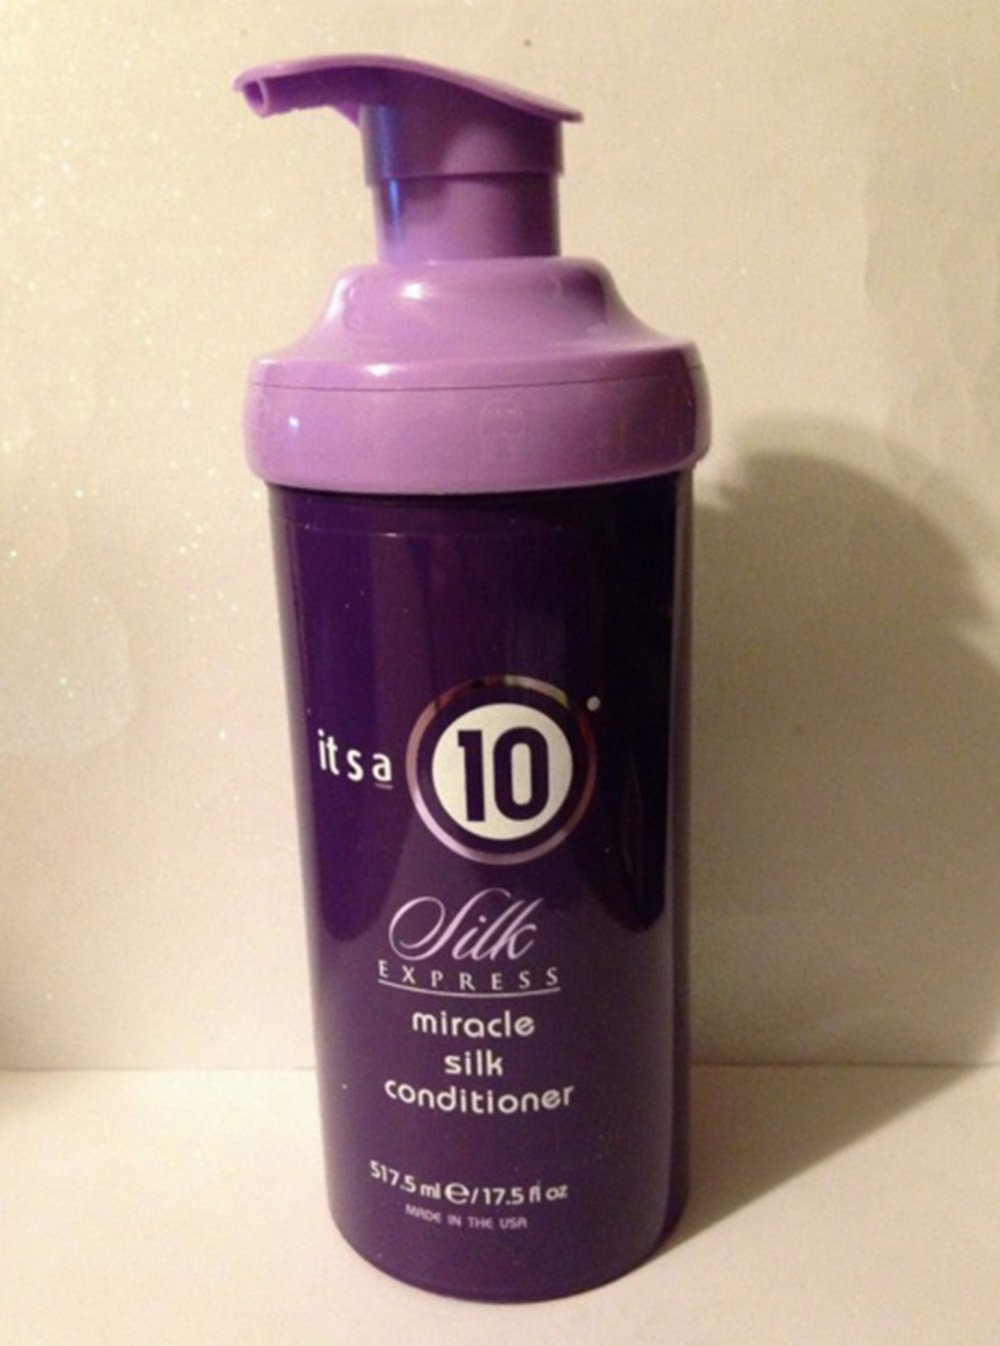 its a 10
Silk
EXPRESS
miracle
silk
conditioner
517.5 ml ℮/17.5 fl oz
MADE IN THE USA